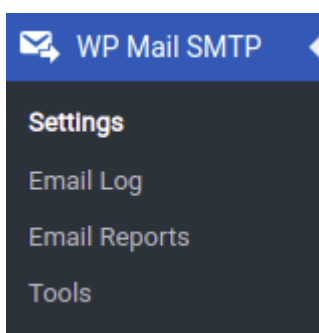 WP Mail SMTP
Settings
Email Log
Email Reports
Tools